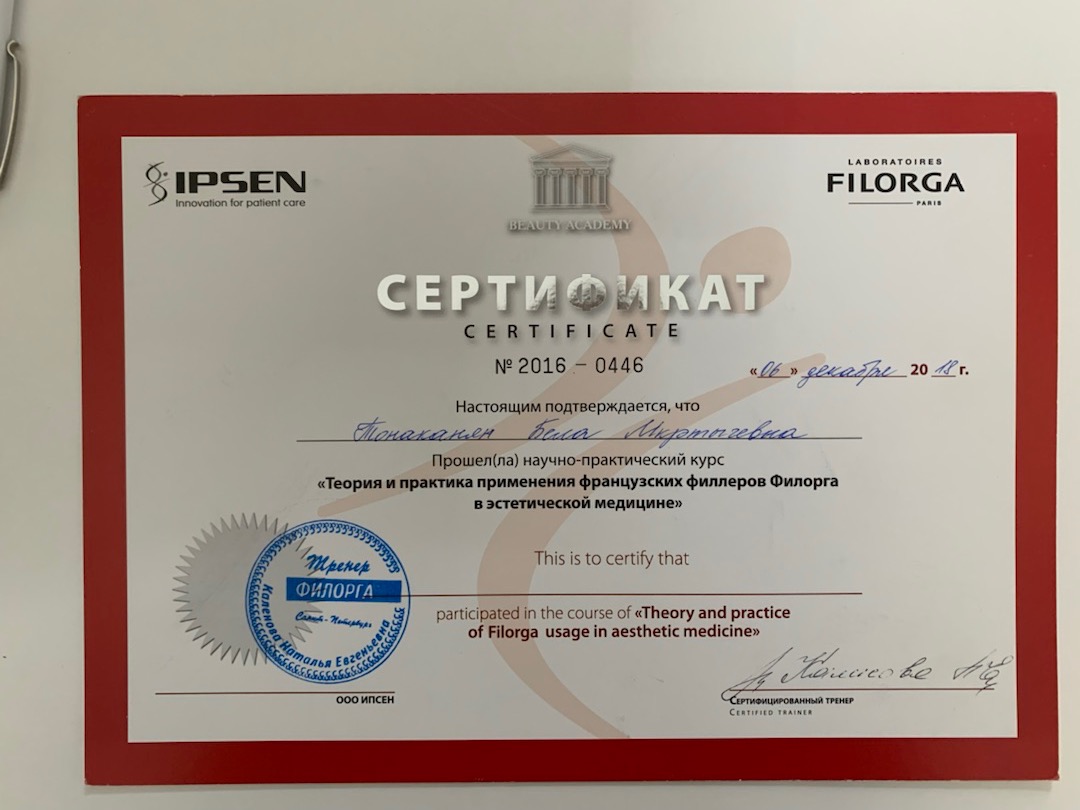 IPSEN
Innovation for patient care
BEAUTY ACADEMY
LABORATOIRES
FILORGA
PARIS
СЕРТИФИКАТ
CERTIFICATE
№ 2016 - 0446
«06» декабря 2018 г.
Настоящим подтверждается, что
Тонаканян Бела Мкртычевна
Прошел(ла) научно-практический курс
«Теория и практика применения французских филлеров Филорга
в эстетической медицине»
This is to certify that
participated in the course of «Theory and practice
of Filorga usage in aesthetic medicine»
Тренер
ФИЛОРГА
Санкт-Петербург
Каленова Наталья Евгеньевна
ООО ИПСЕН
Каленова Н.Е.
СЕРТИФИЦИРОВАННЫЙ ТРЕНЕР
CERTIFIED TRAINER